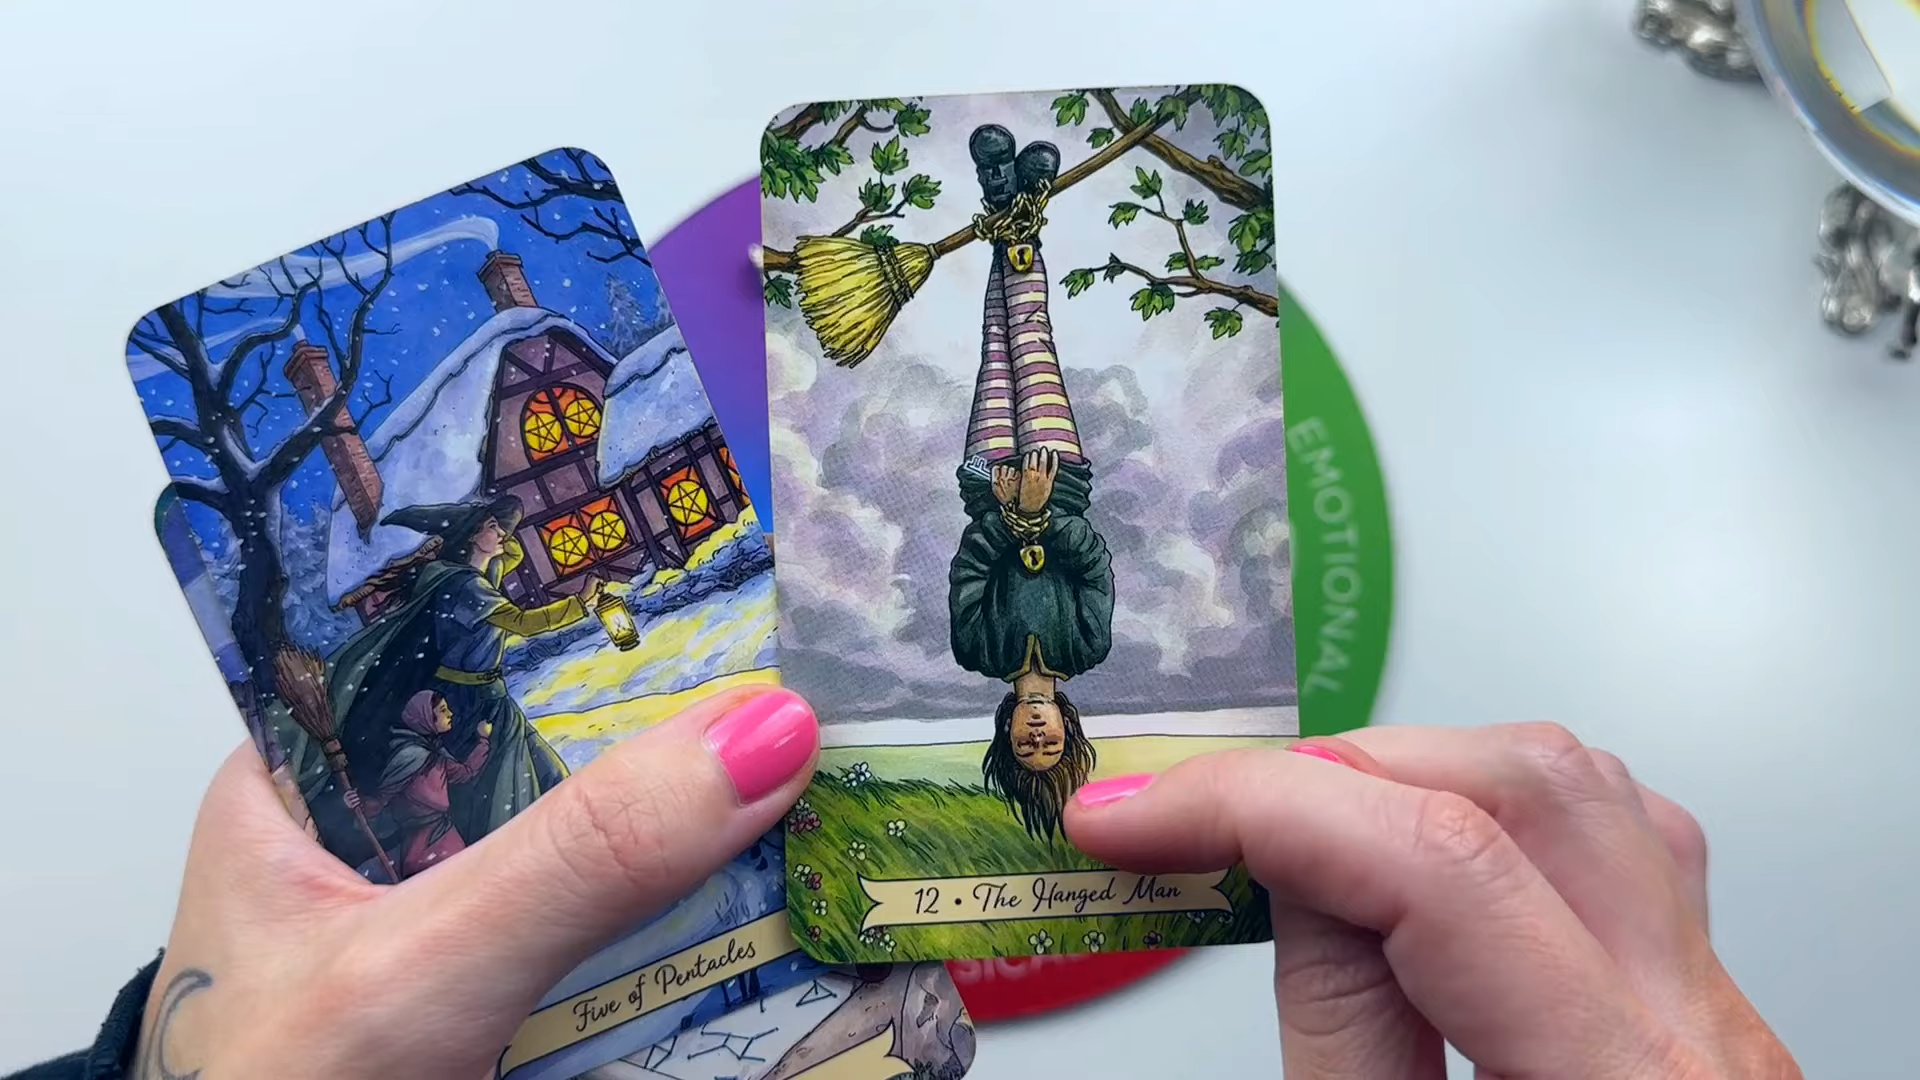 EMOTIONAL
12 • The Hanged Man
Five of Pentacles